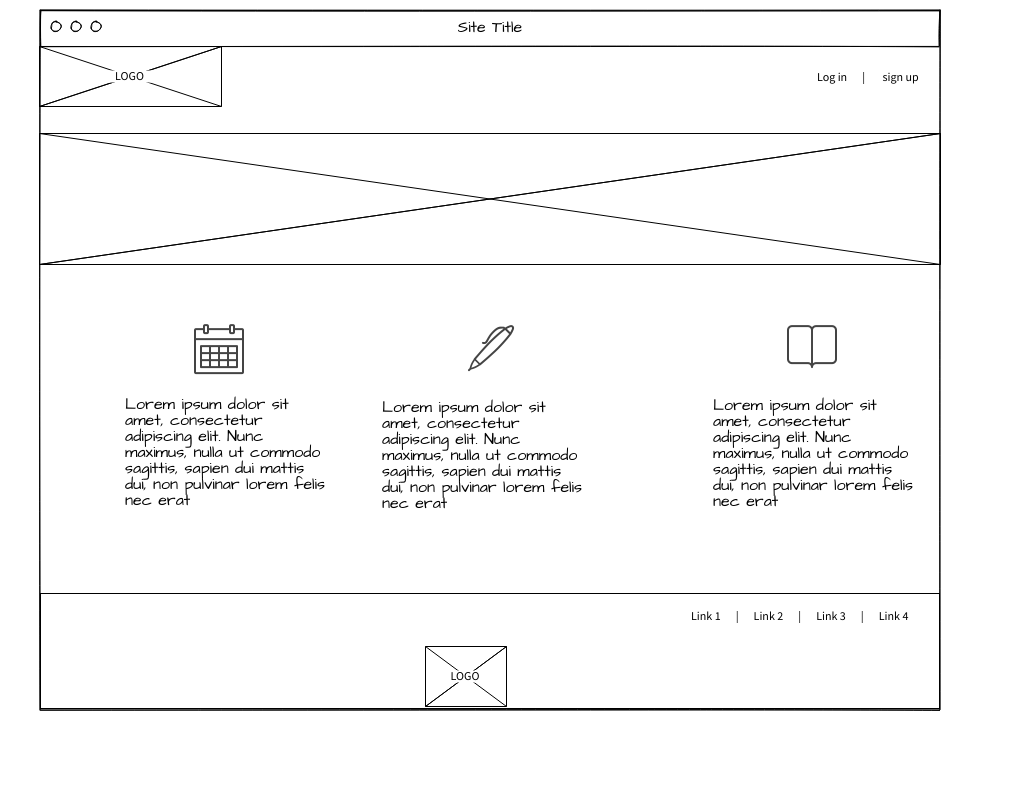 Site Title
LOGO
Log in | sign up
Lorem ipsum dolor sit
amet, consectetur
adipiscing elit. Nunc
maximus, nulla ut commodo
sagittis, sapien dui mattis
dui, non pulvinar lorem felis
nec erat
Lorem ipsum dolor sit
amet, consectetur
adipiscing elit. Nunc
maximus, nulla ut commodo
sagittis, sapien dui mattis
dui, non pulvinar lorem felis
nec erat
Lorem ipsum dolor sit
amet, consectetur
adipiscing elit. Nunc
maximus, nulla ut commodo
sagittis, sapien dui mattis
dui, non pulvinar lorem felis
nec erat
Link 1 | Link 2 | Link 3 | Link 4
LOGO